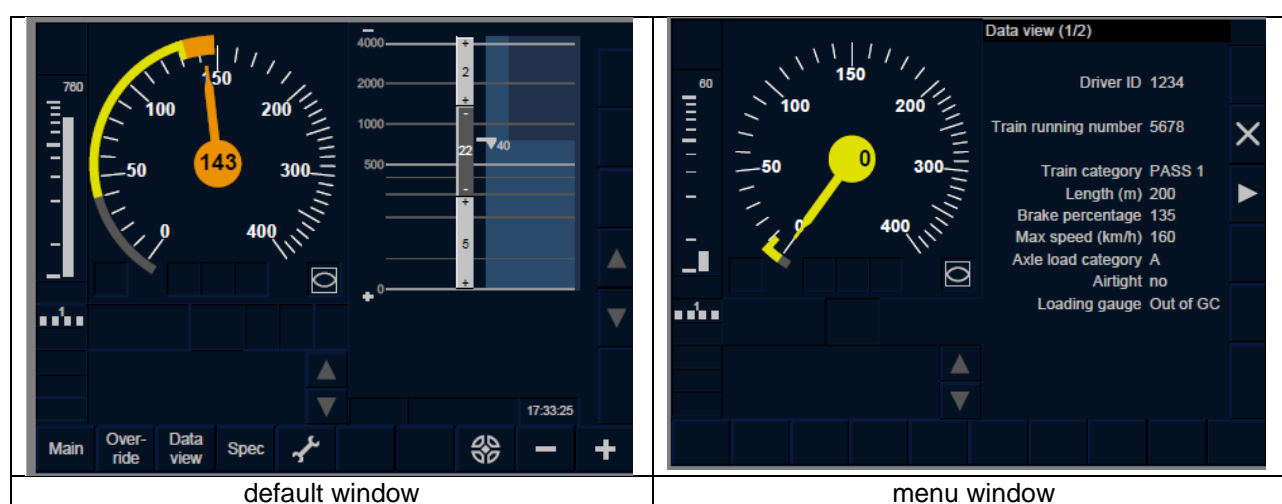 760
150
100
200
50
143
300
0
400
1
4000
2000
1000
500
0
+
2
+
-
22
-
+
5
+
40
17:33:25
Main
Over-
ride
Data
view
Spec
default window
60
150
100
200
50
0
300
0
400
1
Data view (1/2)
Driver ID 1234
Train running number 5678
Train category PASS 1
Length (m) 200
Brake percentage 135
Max speed (km/h) 160
Axle load category A
Airtight no
Loading gauge Out of GC
menu window